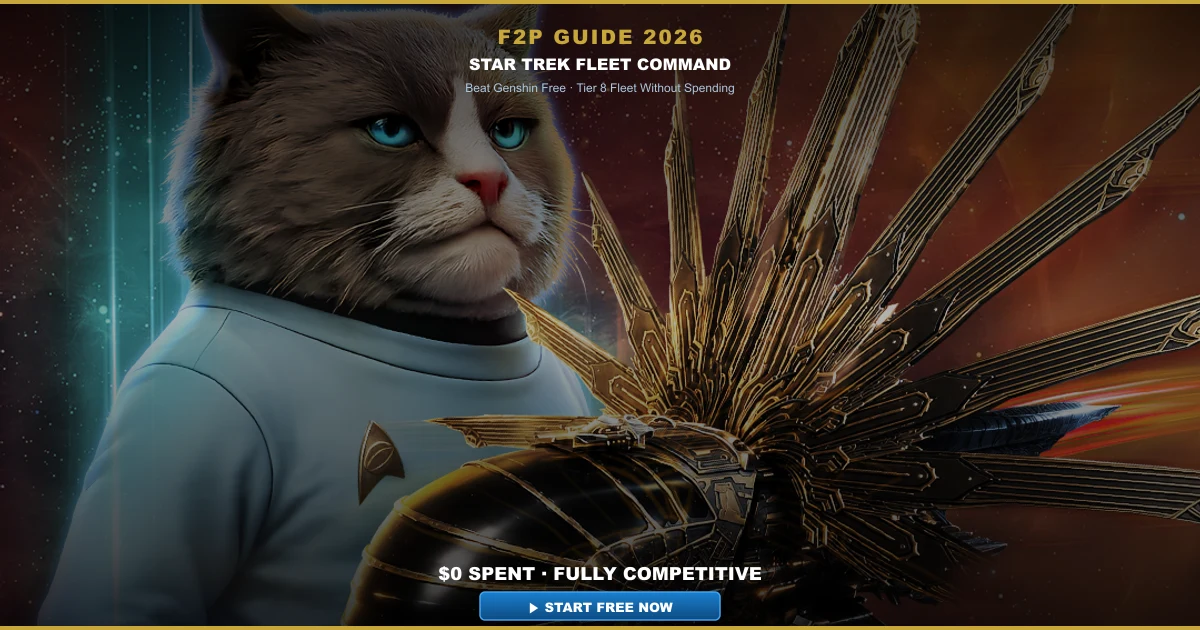 F2P GUIDE 2026
STAR TREK FLEET COMMAND
Beat Genshin Free · Tier 8 Fleet Without Spending
$0 SPENT · FULLY COMPETITIVE
▶ START FREE NOW